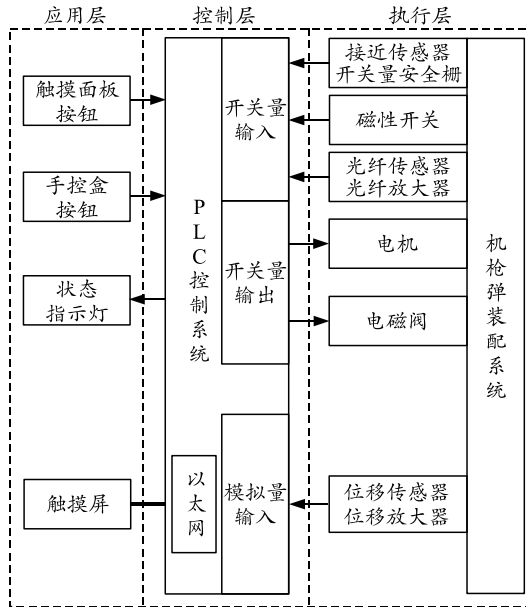 应用层
控制层
执行层
触摸面板
按钮
手控盒
按钮
状态
指示灯
触摸屏
PLC控制系统
以太网
开关量
输入
开关量
输出
模拟量
输入
接近传感器
开关量安全栅
磁性开关
光纤传感器
光纤放大器
电机
电磁阀
位移传感器
位移放大器
机枪弹装配系统